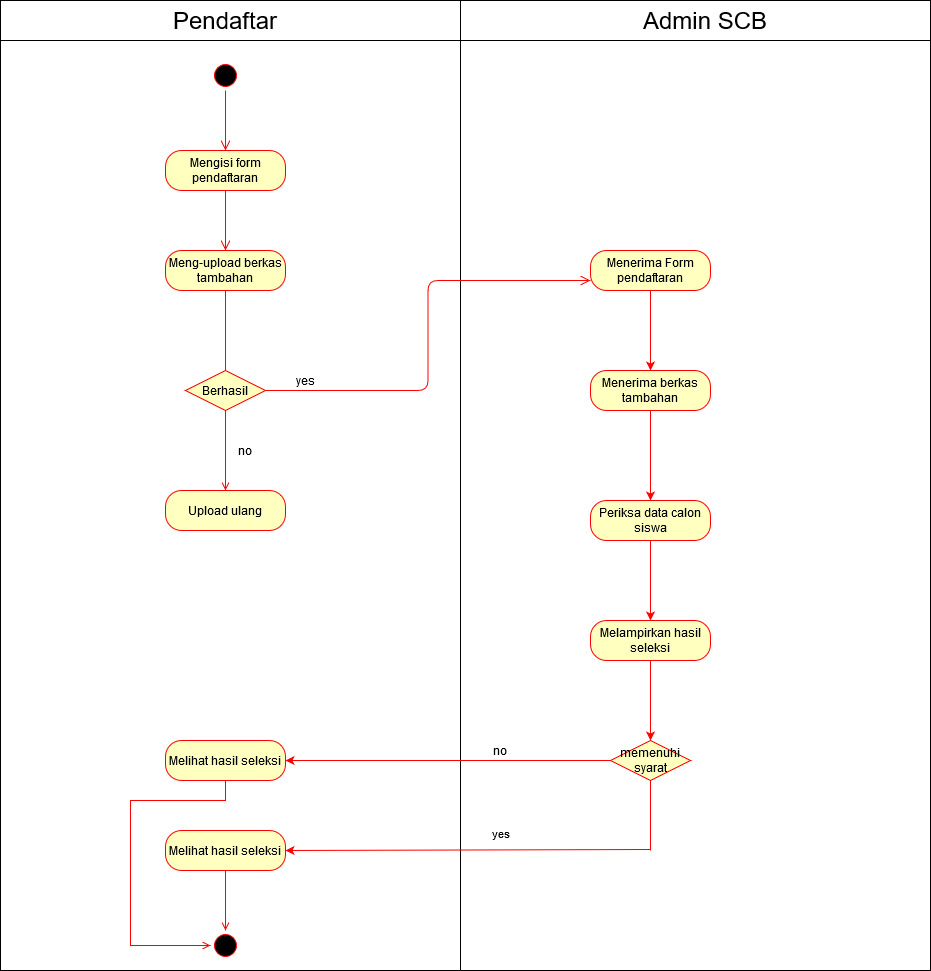 Pendaftar
Admin SCB
Mengisi form
pendaftaran
Meng-upload berkas
tambahan
Menerima Form
pendaftaran
Berhasil
yes
Menerima berkas
tambahan
no
Upload ulang
Periksa data calon
siswa
Melampirkan hasil
seleksi
memenuhi
syarat
no
Melihat hasil seleksi
yes
Melihat hasil seleksi